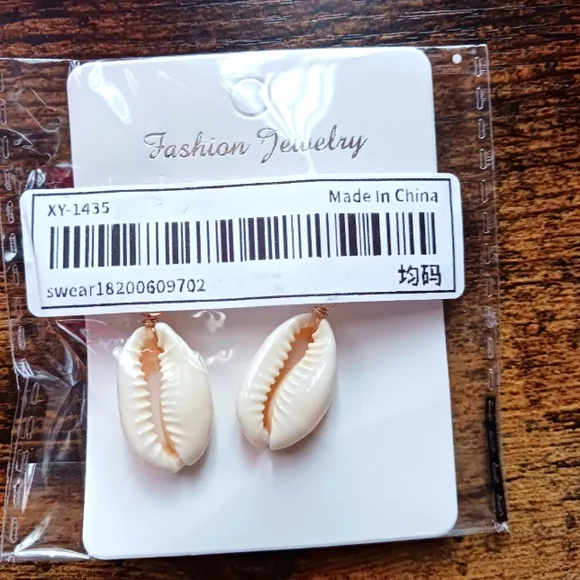 Fashion Jewelry
XY-1435 Made In China
swear18200609702 均码